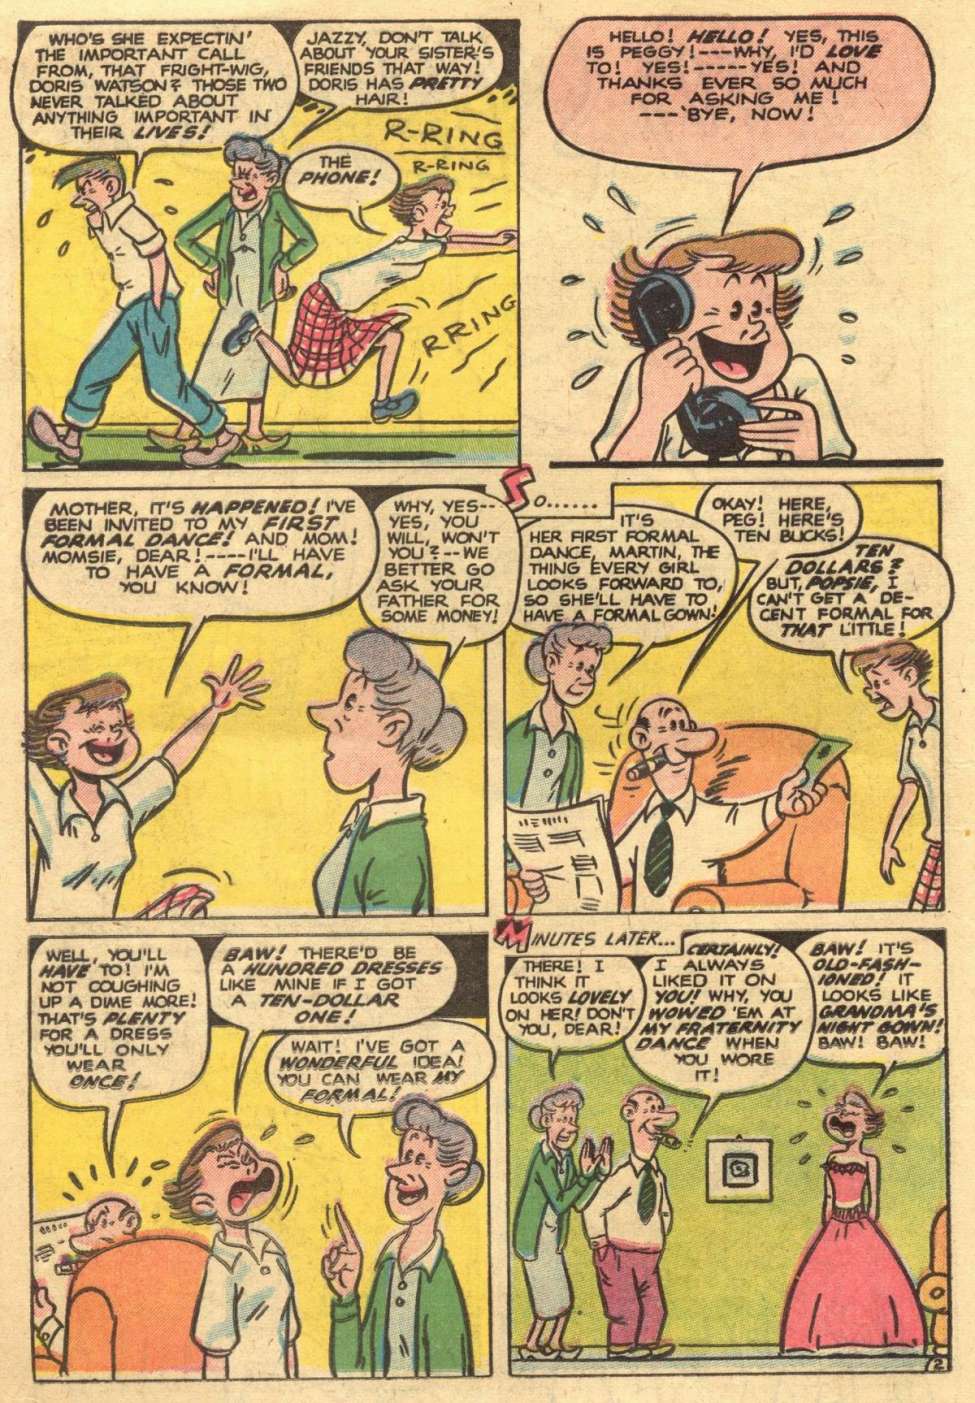 WHO'S SHE EXPECTIN'
THE IMPORTANT CALL
FROM, THAT FRIGHT-WIG,
DORIS WATSON? THOSE TWO
NEVER TALKED ABOUT
ANYTHING IMPORTANT IN
THEIR LIVES!
JAZZY, DON'T TALK
ABOUT YOUR SISTER'S
FRIENDS THAT WAY!
DORIS HAS PRETTY
HAIR!
R-RING
R-RING
THE
PHONE!
RRING
HELLO! HELLO! YES, THIS
IS PEGGY!---WHY, I'D LOVE
TO! YES!-----YES! AND
THANKS EVER SO MUCH
FOR ASKING ME!
---'BYE, NOW!
MOTHER, IT'S HAPPENED! I'VE
BEEN INVITED TO MY FIRST
FORMAL DANCE! AND MOM!
MOMSIE, DEAR!----I'LL HAVE
TO HAVE A FORMAL,
YOU KNOW!
WHY, YES--
YES, YOU
WILL, WON'T
YOU?--WE
BETTER GO
ASK YOUR
FATHER FOR
SOME MONEY!
SO......
IT'S
HER FIRST FORMAL
DANCE, MARTIN, THE
THING EVERY GIRL
LOOKS FORWARD TO,
SO SHE'LL HAVE TO
HAVE A FORMAL GOWN!
OKAY! HERE,
PEG! HERE'S
TEN BUCKS!
TEN
DOLLARS?
BUT, POPSIE, I
CAN'T GET A DE-
CENT FORMAL FOR
THAT LITTLE!
WELL, YOU'LL
HAVE TO! I'M
NOT COUGHING
UP A DIME MORE!
THAT'S PLENTY
FOR A DRESS
YOU'LL ONLY
WEAR
ONCE!
BAW! THERE'D BE
A HUNDRED DRESSES
LIKE MINE IF I GOT
A TEN-DOLLAR
ONE!
WAIT! I'VE GOT A
WONDERFUL IDEA!
YOU CAN WEAR MY
FORMAL!
MINUTES LATER...
THERE! I
THINK IT
LOOKS LOVELY
ON HER! DON'T
YOU, DEAR!
CERTAINLY!
I ALWAYS
LIKED IT ON
YOU! WHY, YOU
WOWED 'EM AT
MY FRATERNITY
DANCE WHEN
YOU WORE
IT!
BAW! IT'S
OLD-FASH-
IONED! IT
LOOKS LIKE
GRANDMA'S
NIGHT GOWN!
BAW! BAW!
2